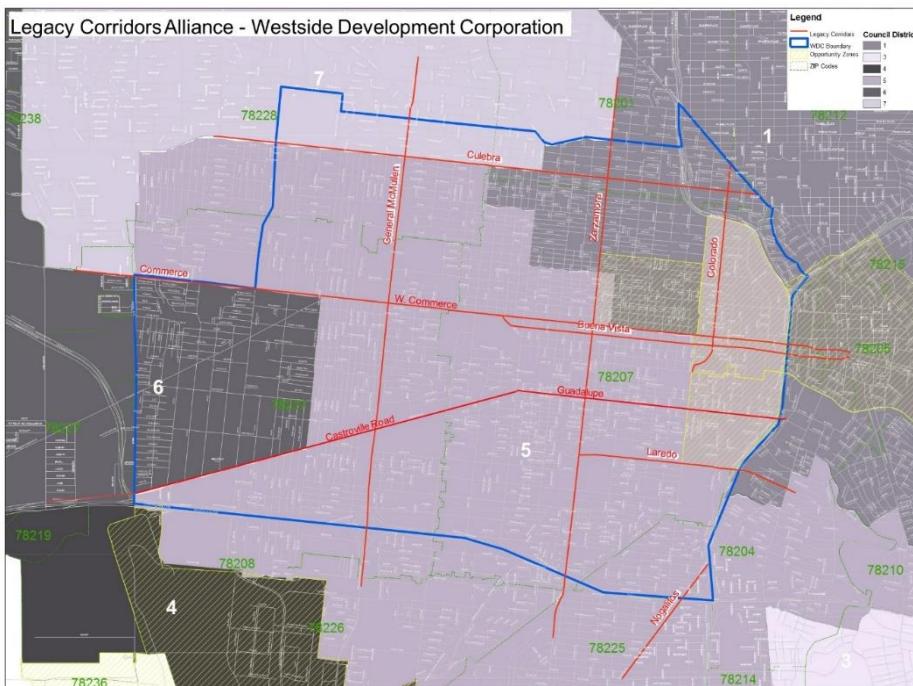 Legacy Corridors Alliance - Westside Development Corporation
Legend
Legacy Corridors
WDC Boundary
Opportunity Zones
ZIP Codes
Council District
1
3
4
5
6
7
7
78201
78212
78228
78238
1
Culebra
General McMullen
Zarzamora
Colorado
78215
Commerce
W. Commerce
Buena Vista
78205
78207
6
Guadalupe
Castroville Road
5
Laredo
78219
78208
78204
78210
4
Nogalitos
78226
78225
3
78236
78214